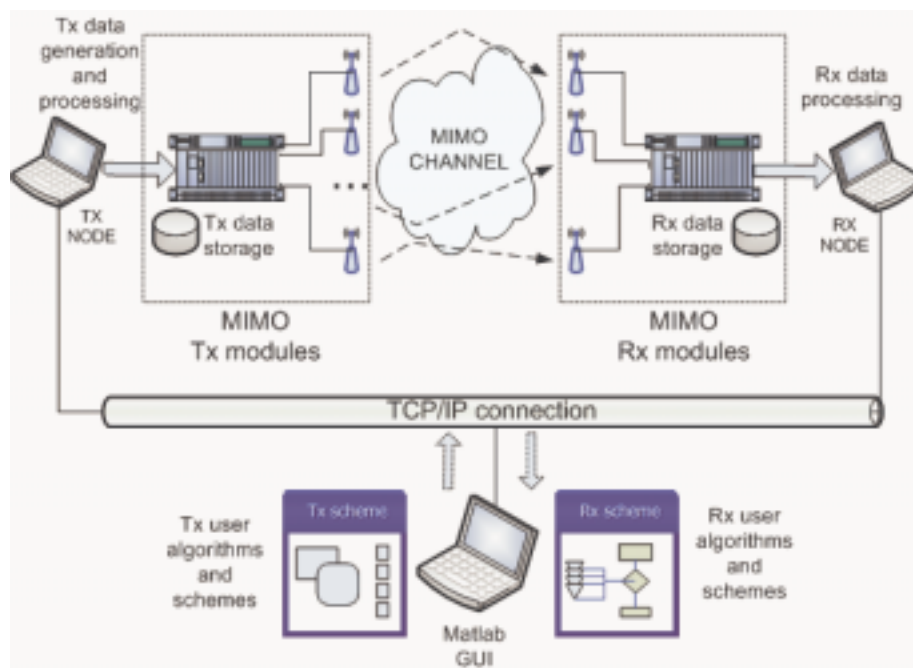 Tx data
generation
and
processing
TX
NODE
Tx data
storage
MIMO
Tx modules
MIMO
CHANNEL
Rx data
storage
MIMO
Rx modules
Rx data
processing
RX
NODE
TCP/IP connection
Tx user
algorithms
and
schemes
Tx scheme
Matlab
GUI
Rx scheme
Rx user
algorithms
and
schemes